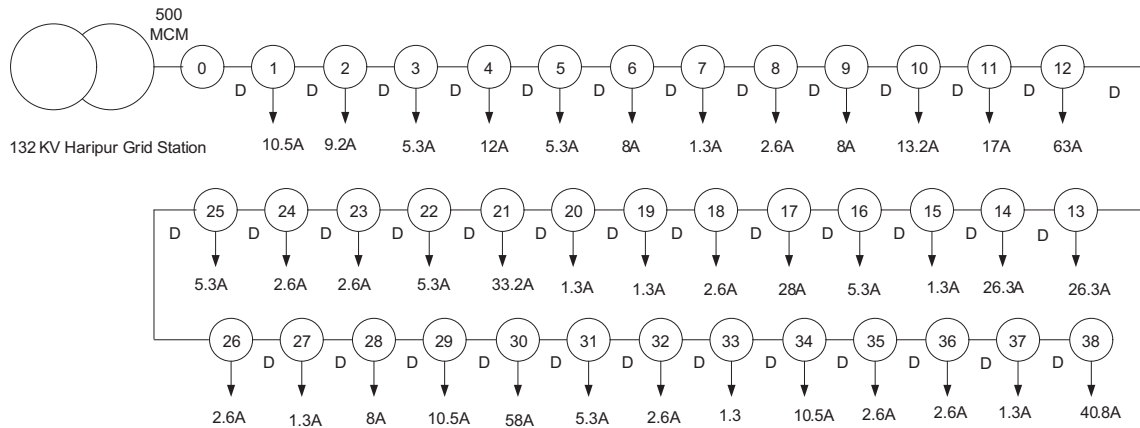 500
MCM
0 1 2 3 4 5 6 7 8 9 10 11 12
D D D D D D D D D D D D D
132 KV Haripur Grid Station 10.5A 9.2A 5.3A 12A 5.3A 8A 1.3A 2.6A 8A 13.2A 17A 63A
25 24 23 22 21 20 19 18 17 16 15 14 13
D D D D D D D D D D D D D
5.3A 2.6A 2.6A 5.3A 33.2A 1.3A 1.3A 2.6A 28A 5.3A 1.3A 26.3A 26.3A
26 27 28 29 30 31 32 33 34 35 36 37 38
D D D D D D D D D D D D
2.6A 1.3A 8A 10.5A 58A 5.3A 2.6A 1.3 10.5A 2.6A 2.6A 1.3A 40.8A